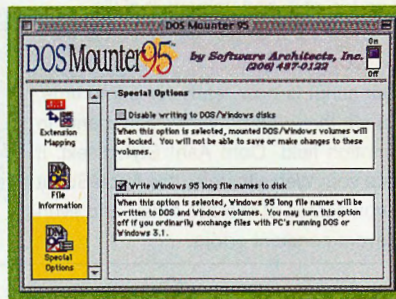 DOS Mounter 95
DOS Mounter 95™
by Software Architects, Inc.
(206) 487-0122
On
Off
Extension
Mapping
File
Information
Special
Options
Special Options
Disable writing to DOS/Windows disks
When this option is selected, mounted DOS/Windows volumes will
be locked. You will not be able to save or make changes to these
volumes.
Write Windows 95 long file names to disk
When this option is selected, Windows 95 long file names will be
written to DOS and Windows volumes. You may turn this option
off if you ordinarily exchange files with PC's running DOS or
Windows 3.1.